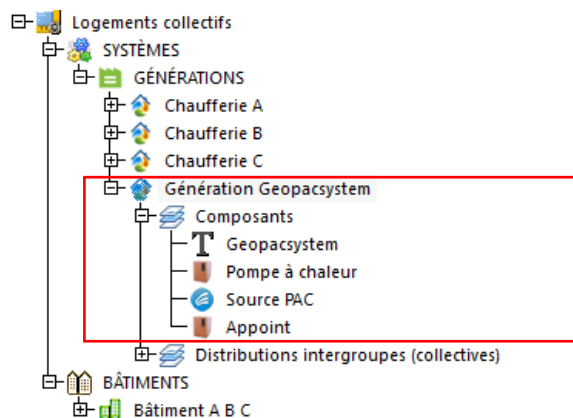 Logements collectifs
SYSTÈMES
GÉNÉRATIONS
Chaufferie A
Chaufferie B
Chaufferie C
Génération Geopacsystem
Composants
T Geopacsystem
Pompe à chaleur
Source PAC
Appoint
Distributions intergroupes (collectives)
BÂTIMENTS
Bâtiment A B C